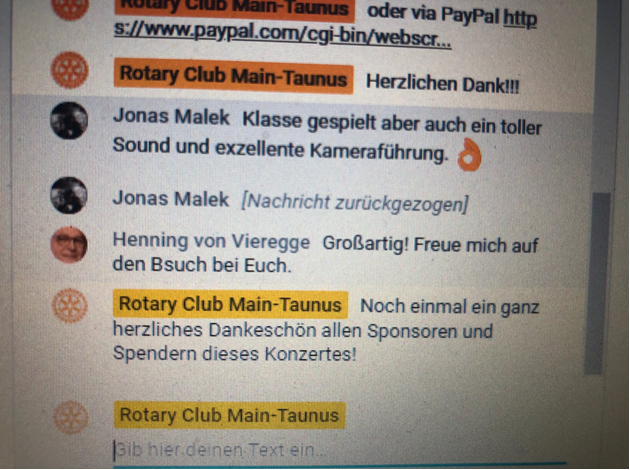 Rotary Club Main-Taunus oder via PayPal http
s://www.paypal.com/cgi-bin/webscr...
Rotary Club Main-Taunus Herzlichen Dank!!!
Jonas Malek Klasse gespielt aber auch ein toller
Sound und exzellente Kameraführung. 👌
Jonas Malek [Nachricht zurückgezogen]
Henning von Vieregge Großartig! Freue mich auf
den Bsuch bei Euch.
Rotary Club Main-Taunus Noch einmal ein ganz
herzliches Dankeschön allen Sponsoren und
Spendern dieses Konzertes!
Rotary Club Main-Taunus
Gib hier deinen Text ein...